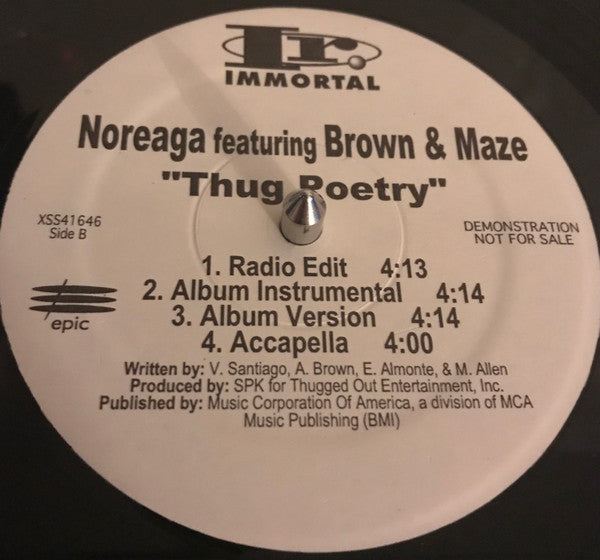 Ir.
IMMORTAL
Noreaga featuring Brown & Maze
"Thug Poetry"
XSS41646
Side B
DEMONSTRATION
NOT FOR SALE
1. Radio Edit 4:13
2. Album Instrumental 4:14
3. Album Version 4:14
4. Accapella 4:00
epic
Written by: V. Santiago, A. Brown, E. Almonte, & M. Allen
Produced by: SPK for Thugged Out Entertainment, Inc.
Published by: Music Corporation Of America, a division of MCA
Music Publishing (BMI)